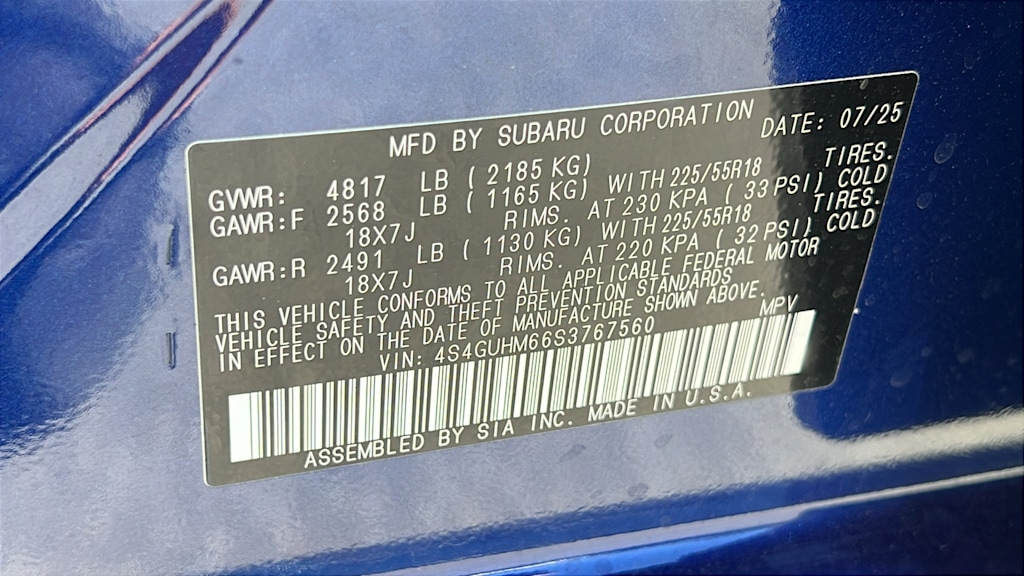 MFD BY SUBARU CORPORATION DATE: 07/25
GVWR: 4817 LB ( 2185 KG)
GAWR:F 2568 LB ( 1165 KG) WITH 225/55R18 TIRES.
18X7J RIMS. AT 230 KPA ( 33 PSI) COLD
GAWR:R 2491 LB ( 1130 KG) WITH 225/55R18 TIRES.
18X7J RIMS. AT 220 KPA ( 32 PSI) COLD
THIS VEHICLE CONFORMS TO ALL APPLICABLE FEDERAL MOTOR
VEHICLE SAFETY AND THEFT PREVENTION STANDARDS
IN EFFECT ON THE DATE OF MANUFACTURE SHOWN ABOVE.
VIN: 4S4GUHM66S3767560 MPV
ASSEMBLED BY SIA INC. MADE IN U.S.A.